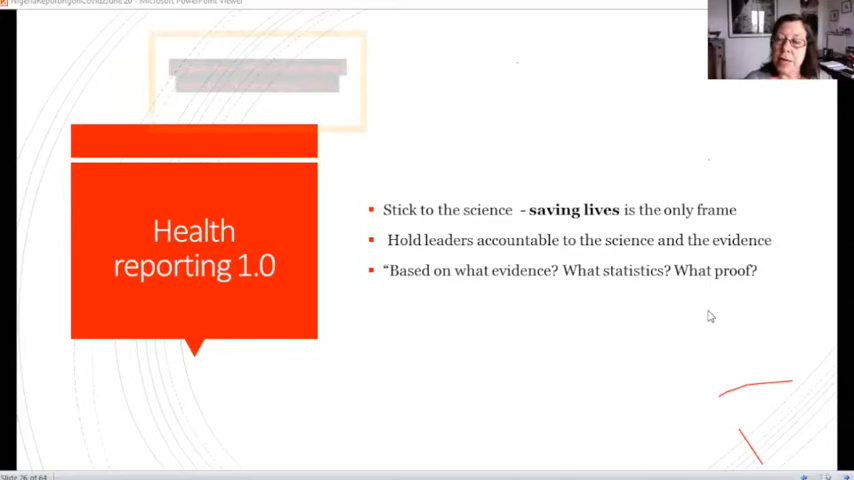 Microsoft PowerPoint Viewer
Health
reporting 1.0
Stick to the science - saving lives is the only frame
Hold leaders accountable to the science and the evidence
“Based on what evidence? What statistics? What proof?
Slide 26 of 64